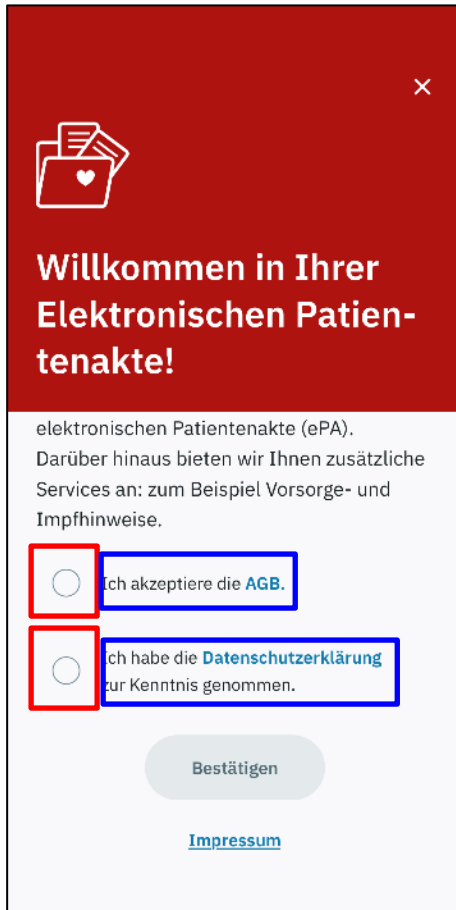 Willkommen in Ihrer
Elektronischen Patien-
tenakte!
elektronischen Patientenakte (ePA).
Darüber hinaus bieten wir Ihnen zusätzliche
Services an: zum Beispiel Vorsorge- und
Impfhinweise.
Ich akzeptiere die AGB.
Ich habe die Datenschutzerklärung
zur Kenntnis genommen.
Bestätigen
Impressum